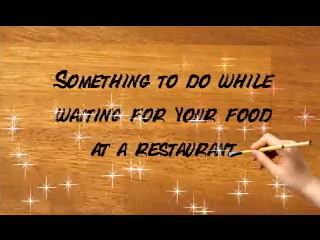 SOMETHING TO DO WHILE
WAITING FOR YOUR FOOD
AT A RESTAURANT